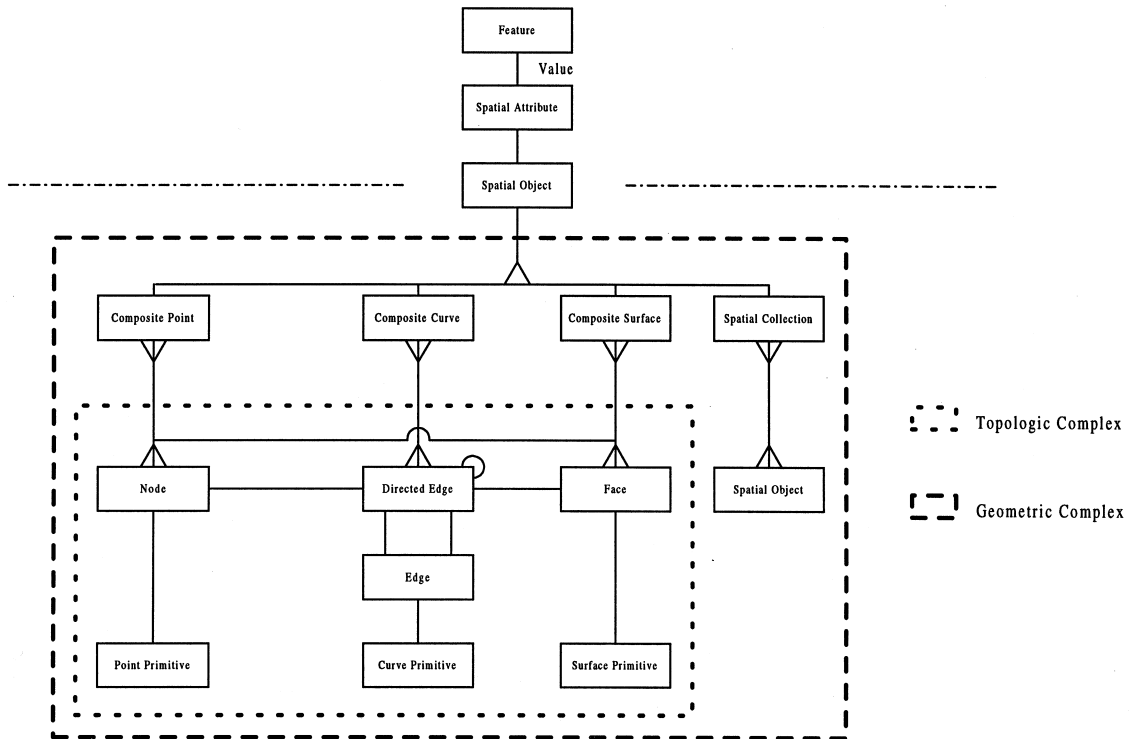 Feature
Value
Spatial Attribute
Spatial Object
Composite Point
Composite Curve
Composite Surface
Spatial Collection
Topologic Complex
Node
Directed Edge
Face
Spatial Object
Geometric Complex
Edge
Point Primitive
Curve Primitive
Surface Primitive